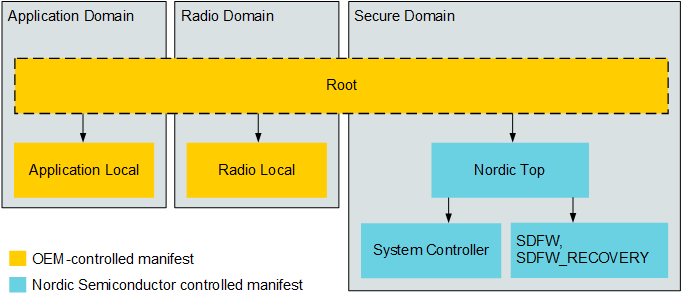 Application Domain
Radio Domain
Secure Domain
Root
Application Local
Radio Local
Nordic Top
System Controller
SDFW,
SDFW_RECOVERY
OEM-controlled manifest
Nordic Semiconductor controlled manifest